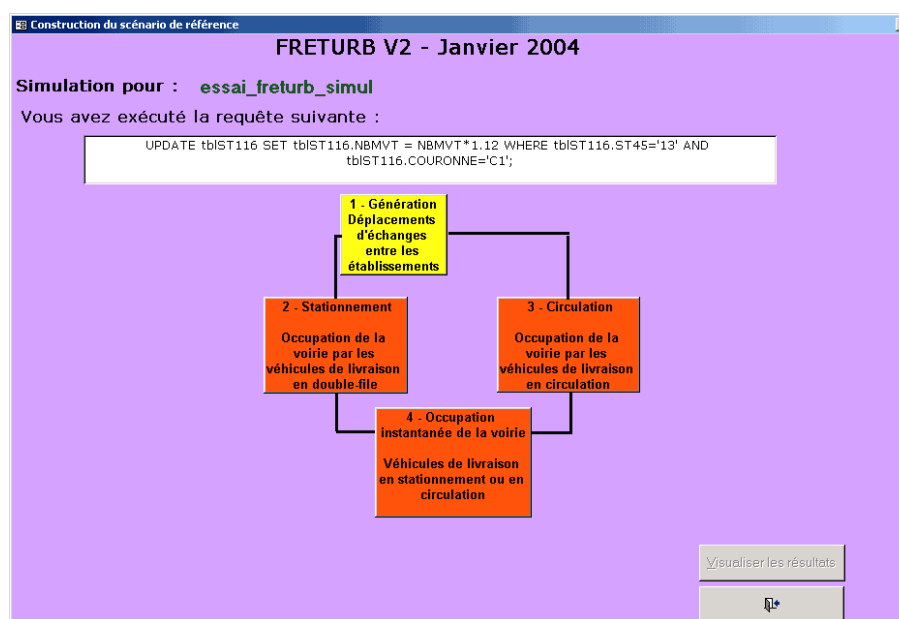 Construction du scénario de référence
FRETURB V2 - Janvier 2004
Simulation pour : essai_freturb_simul
Vous avez exécuté la requête suivante :
UPDATE tblST116 SET tblST116.NBMVT = NBMVT*1.12 WHERE tblST116.ST45='13' AND
tblST116.COURONNE='C1';
1 - Génération
Déplacements
d'échanges
entre les
établissements
2 - Stationnement
Occupation de la
voirie par les
véhicules de livraison
en double-file
3 - Circulation
Occupation de la
voirie par les
véhicules de livraison
en circulation
4 - Occupation
instantanée de la voirie
Véhicules de livraison
en stationnement ou en
circulation
Visualiser les résultats